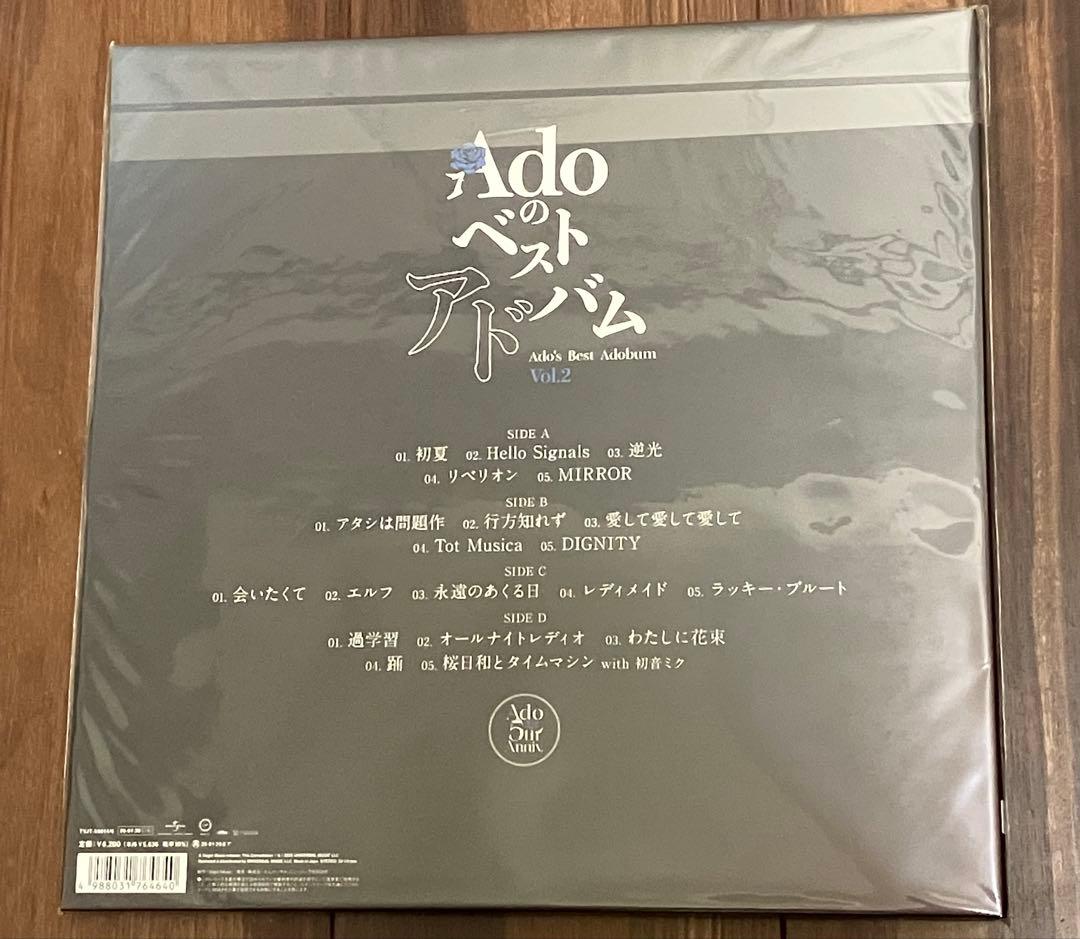 Ado
の
ベスト
アドバム
Ado's Best Adobum
Vol.2
SIDE A
01. 初夏 02. Hello Signals 03. 逆光
04. リベリオン 05. MIRROR
SIDE B
01. アタシは問題作 02. 行方知れず 03. 愛して愛して愛して
04. Tot Musica 05. DIGNITY
SIDE C
01. 会いたくて 02. エルフ 03. 永遠のあくる日 04. レディメイド 05. ラッキー・ブルート
SIDE D
01. 過学習 02. オールナイトレディオ 03. わたしに花束
04. 踊 05. 桜日和とタイムマシン with 初音ミク
Ado
5th
Anniv.
4 988031 764640